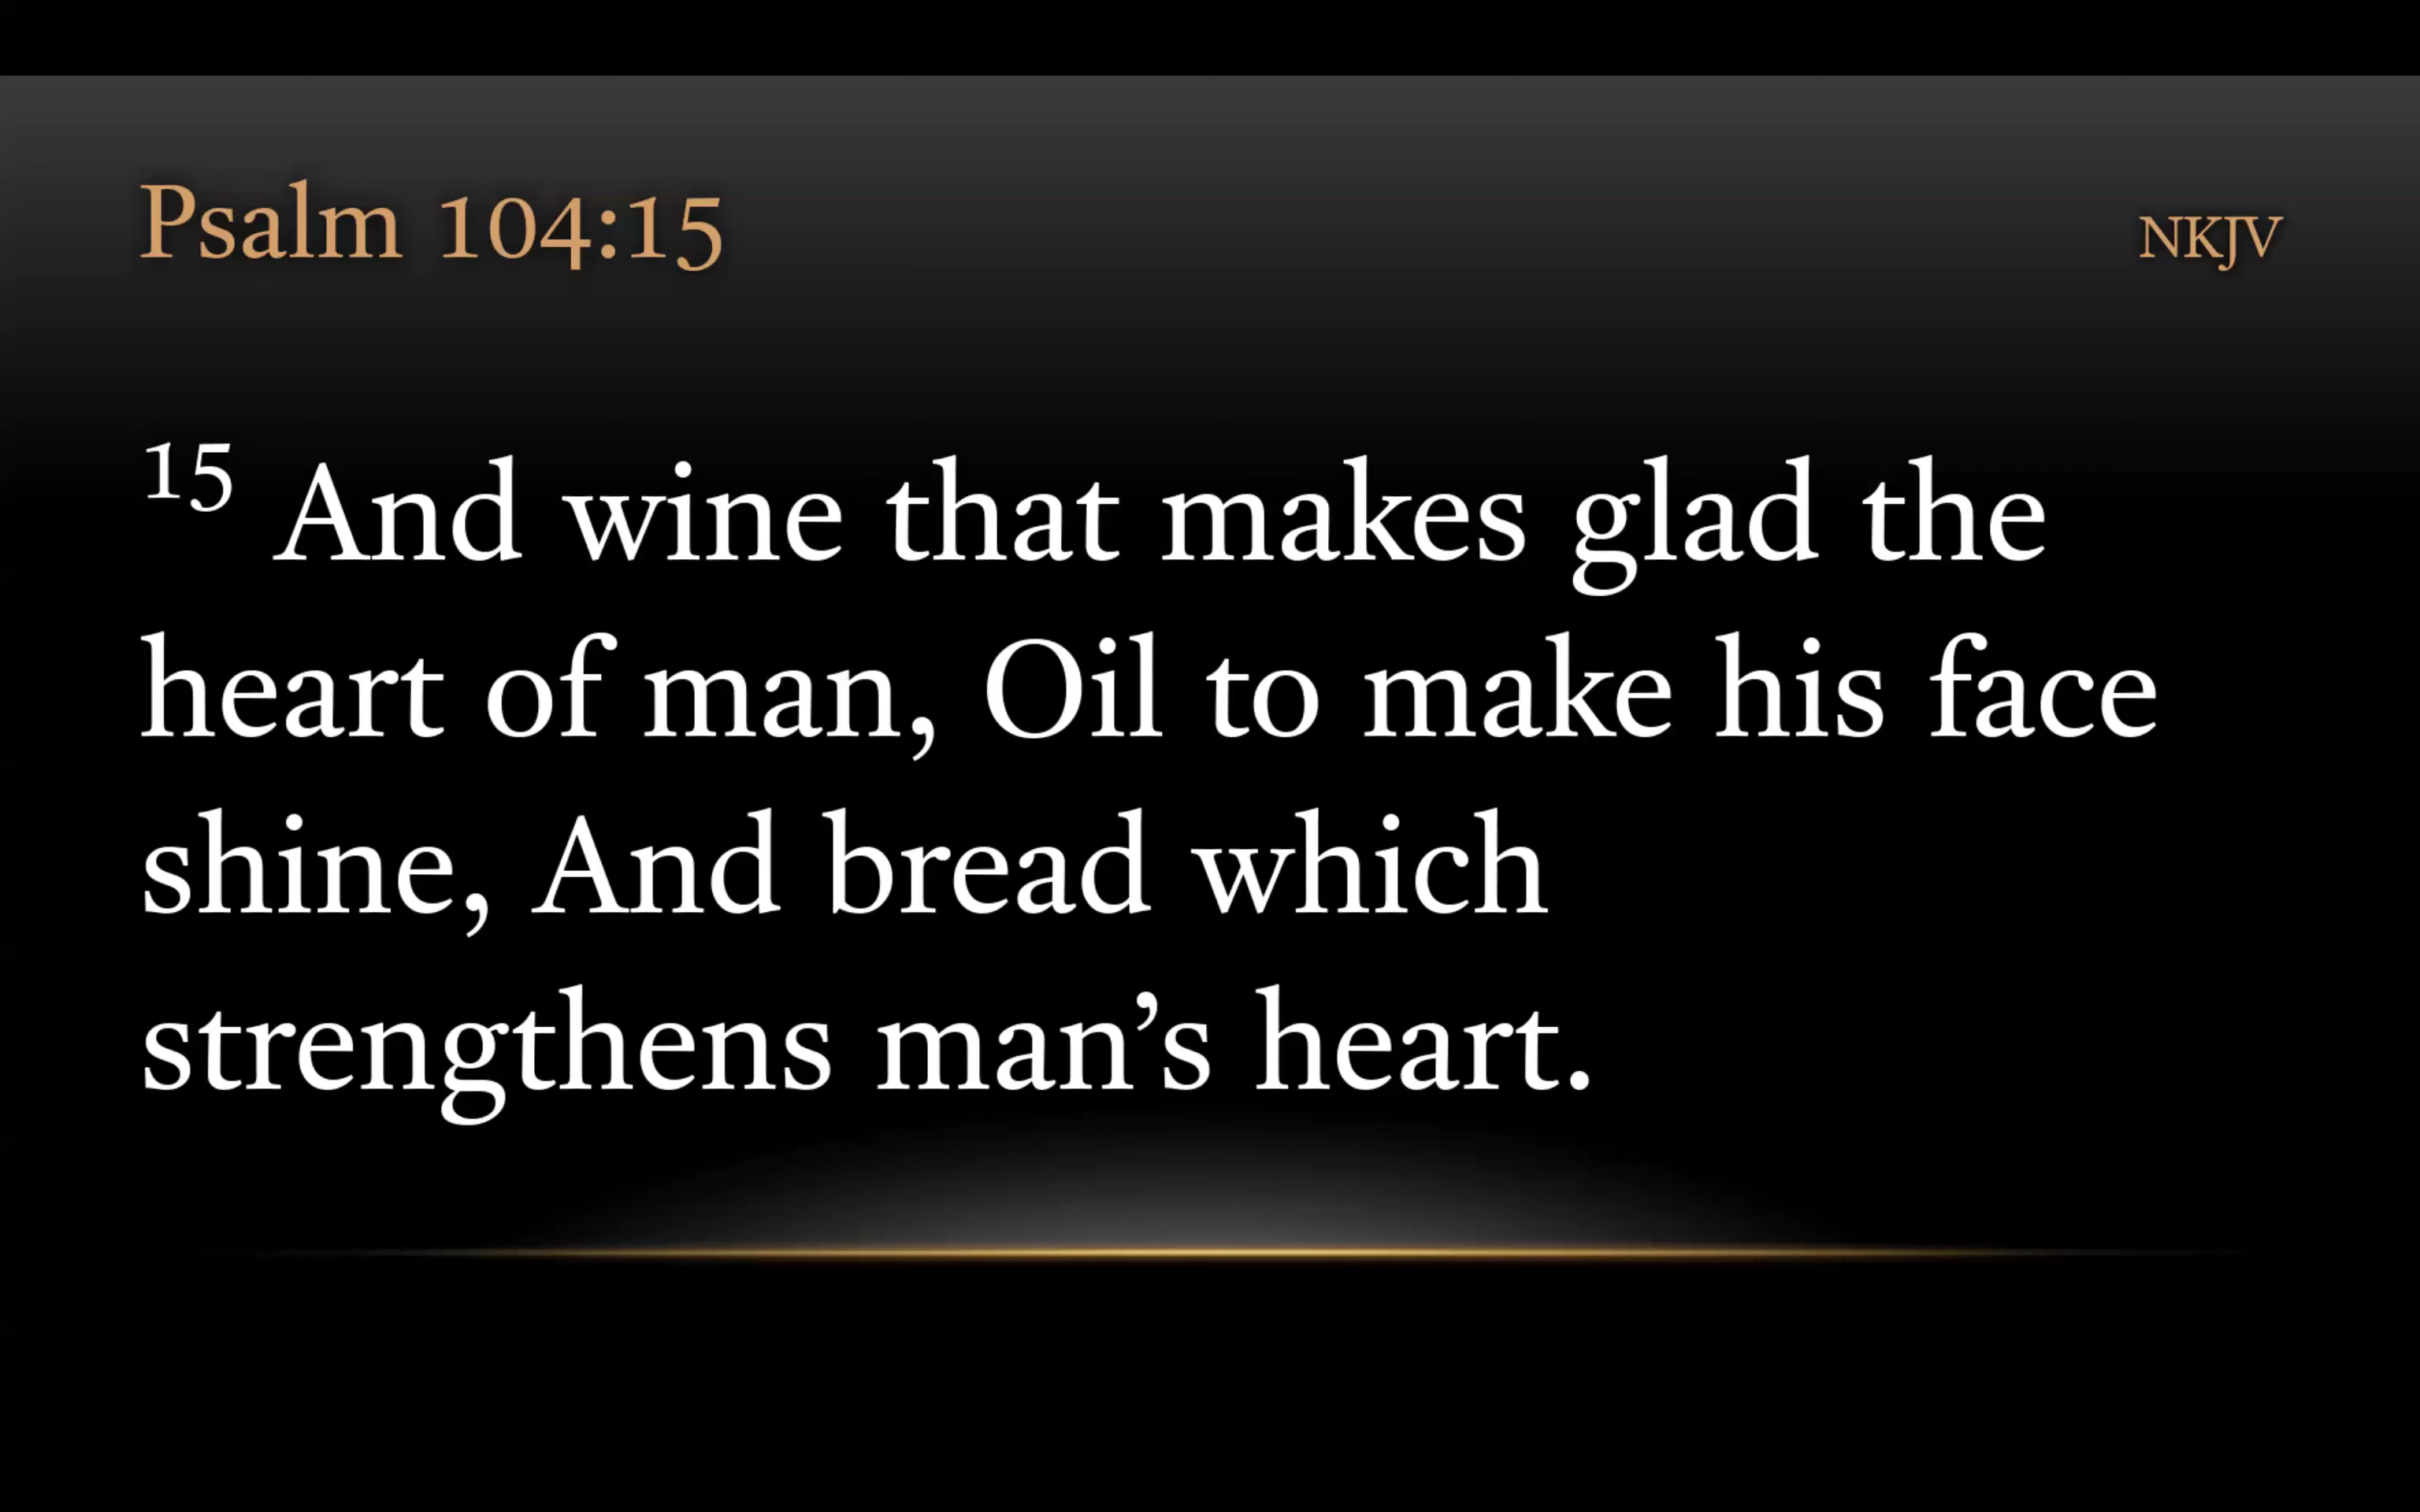 Psalm 104:15
NKJV
15 And wine that makes glad the
heart of man, Oil to make his face
shine, And bread which
strengthens man’s heart.